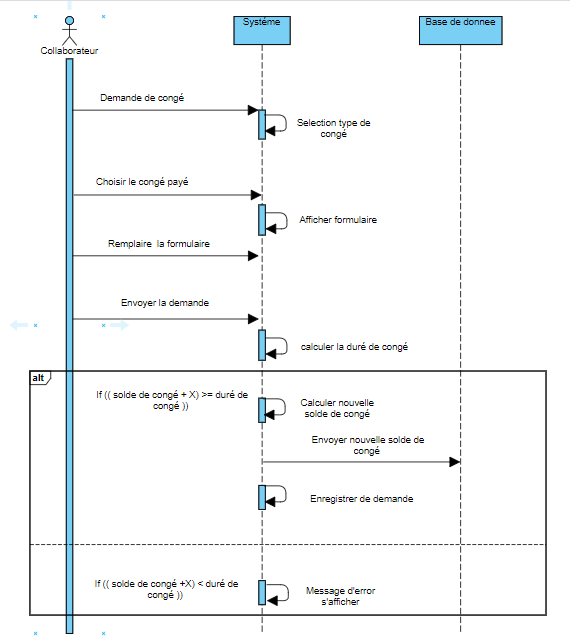 Systéme
Base de donnee
Collaborateur
Demande de congé
Selection type de
congé
Choisir le congé payé
Afficher formulaire
Remplaire la formulaire
Envoyer la demande
calculer la duré de congé
alt
If (( solde de congé + X) >= duré de
congé ))
Calculer nouvelle
solde de congé
Envoyer nouvelle solde de
congé
Enregistrer de demande
If (( solde de congé +X) < duré de
congé ))
Message d'error
s'afficher